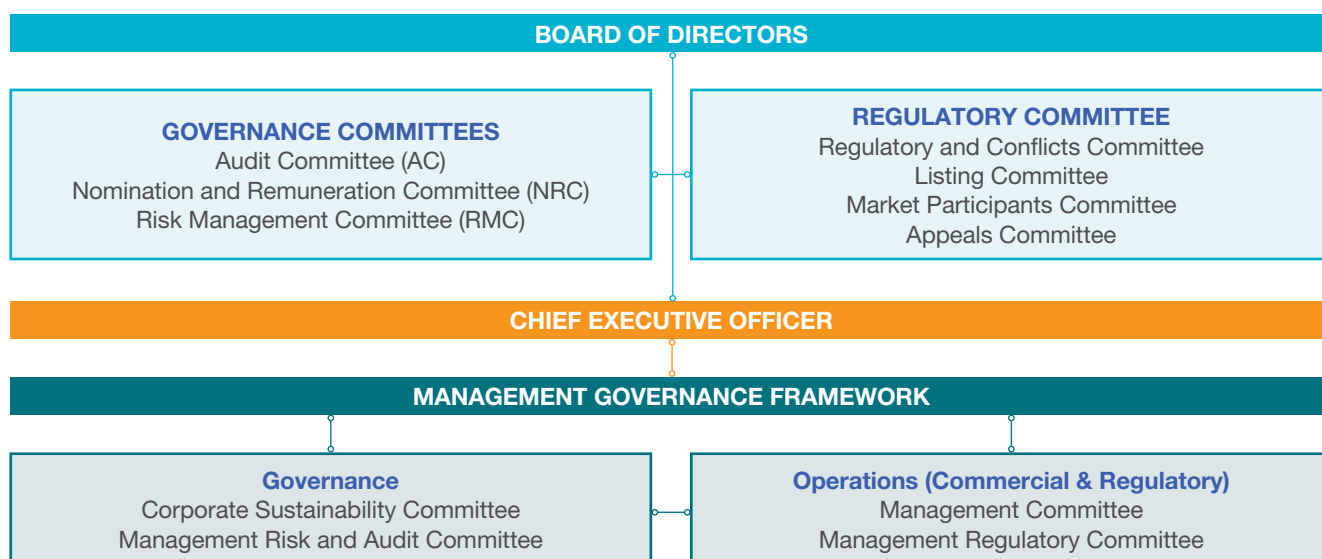 BOARD OF DIRECTORS
GOVERNANCE COMMITTEES
Audit Committee (AC)
Nomination and Remuneration Committee (NRC)
Risk Management Committee (RMC)
REGULATORY COMMITTEE
Regulatory and Conflicts Committee
Listing Committee
Market Participants Committee
Appeals Committee
CHIEF EXECUTIVE OFFICER
MANAGEMENT GOVERNANCE FRAMEWORK
Governance
Corporate Sustainability Committee
Management Risk and Audit Committee
Operations (Commercial & Regulatory)
Management Committee
Management Regulatory Committee